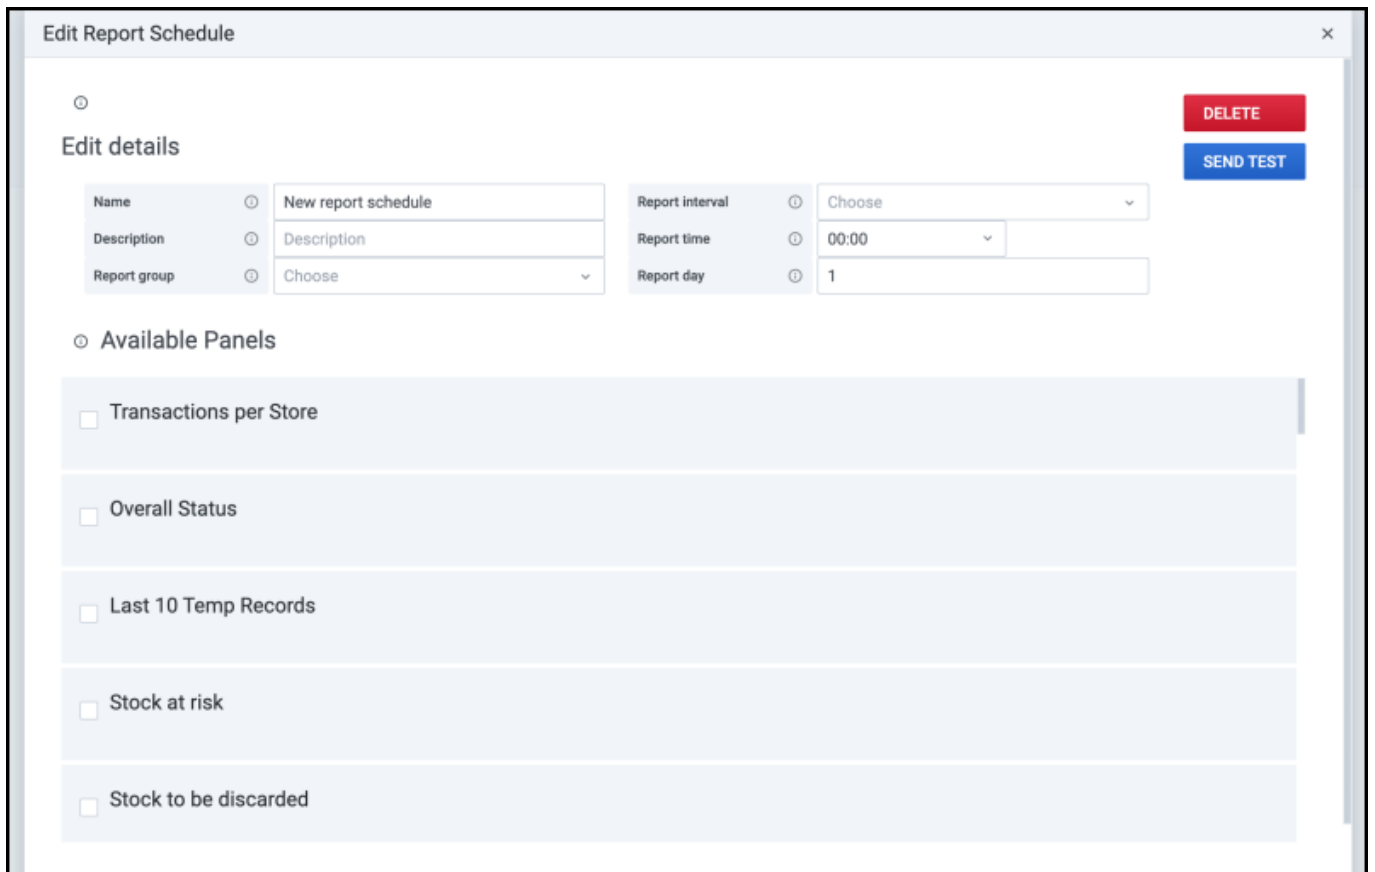 Edit Report Schedule
DELETE
Edit details
SEND TEST
Name New report schedule Report interval Choose
Description Description Report time 00:00
Report group Choose Report day 1
Available Panels
Transactions per Store
Overall Status
Last 10 Temp Records
Stock at risk
Stock to be discarded